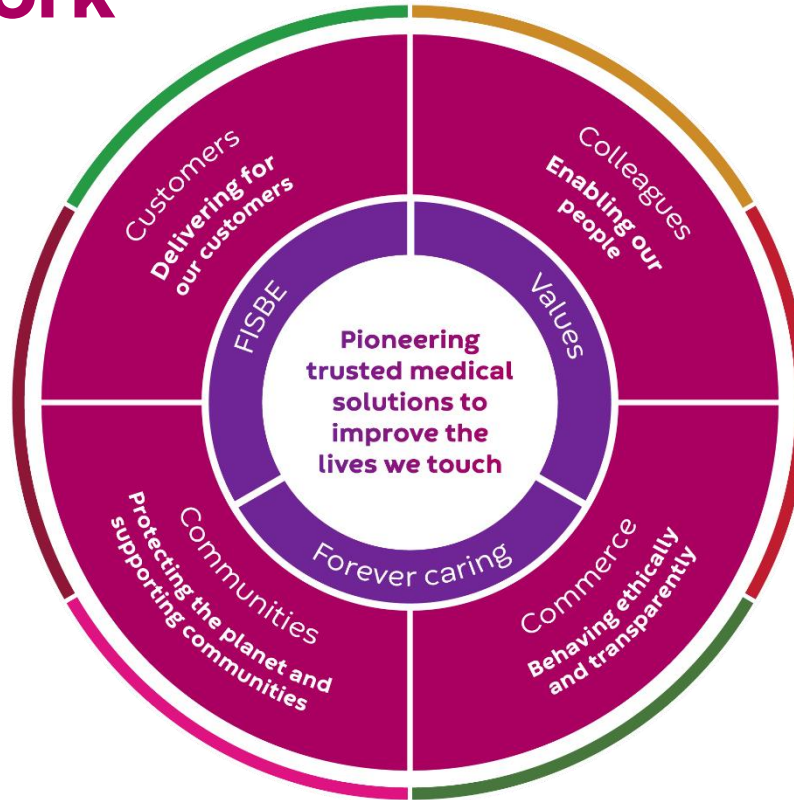 ork
Customers
Delivering for
our customers
Colleagues
Enabling our
people
FISBE
Values
Pioneering
trusted medical
solutions to
improve the
lives we touch
Forever caring
Communities
Protecting the planet and
supporting communities
Commerce
Behaving ethically
and transparently